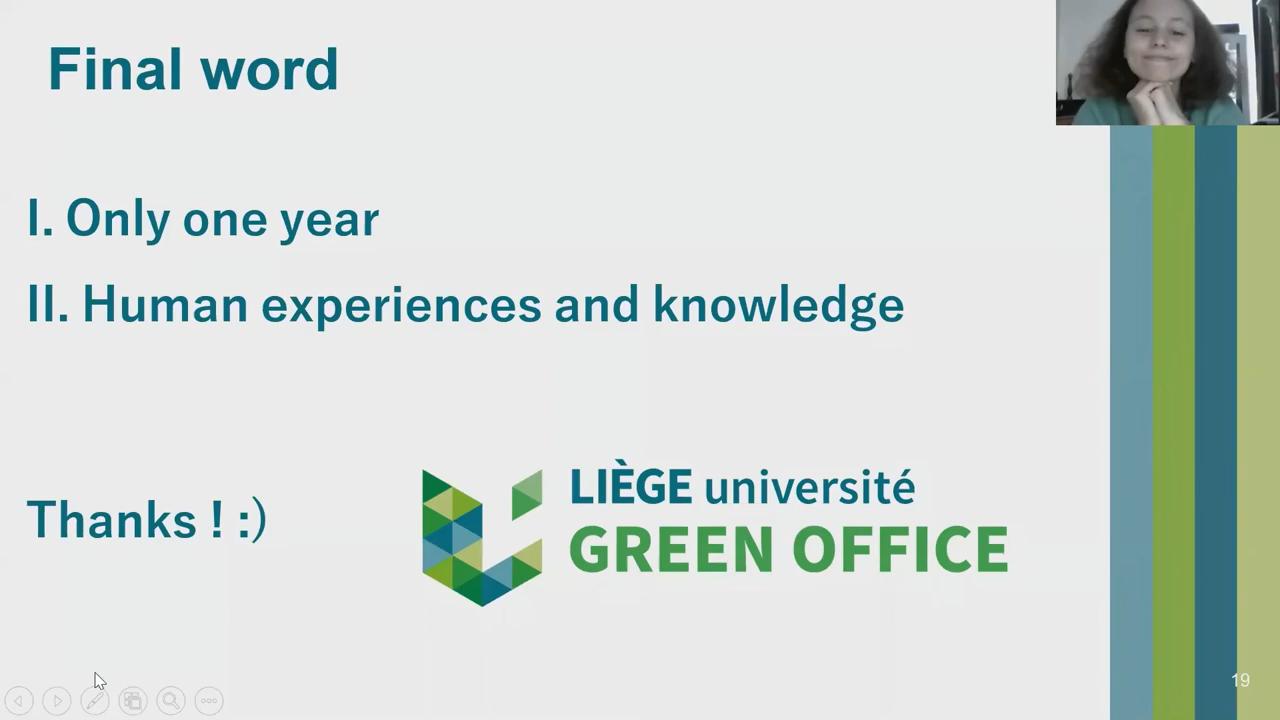 Final word
I. Only one year
II. Human experiences and knowledge
Thanks ! :)
LIÈGE université
GREEN OFFICE
19